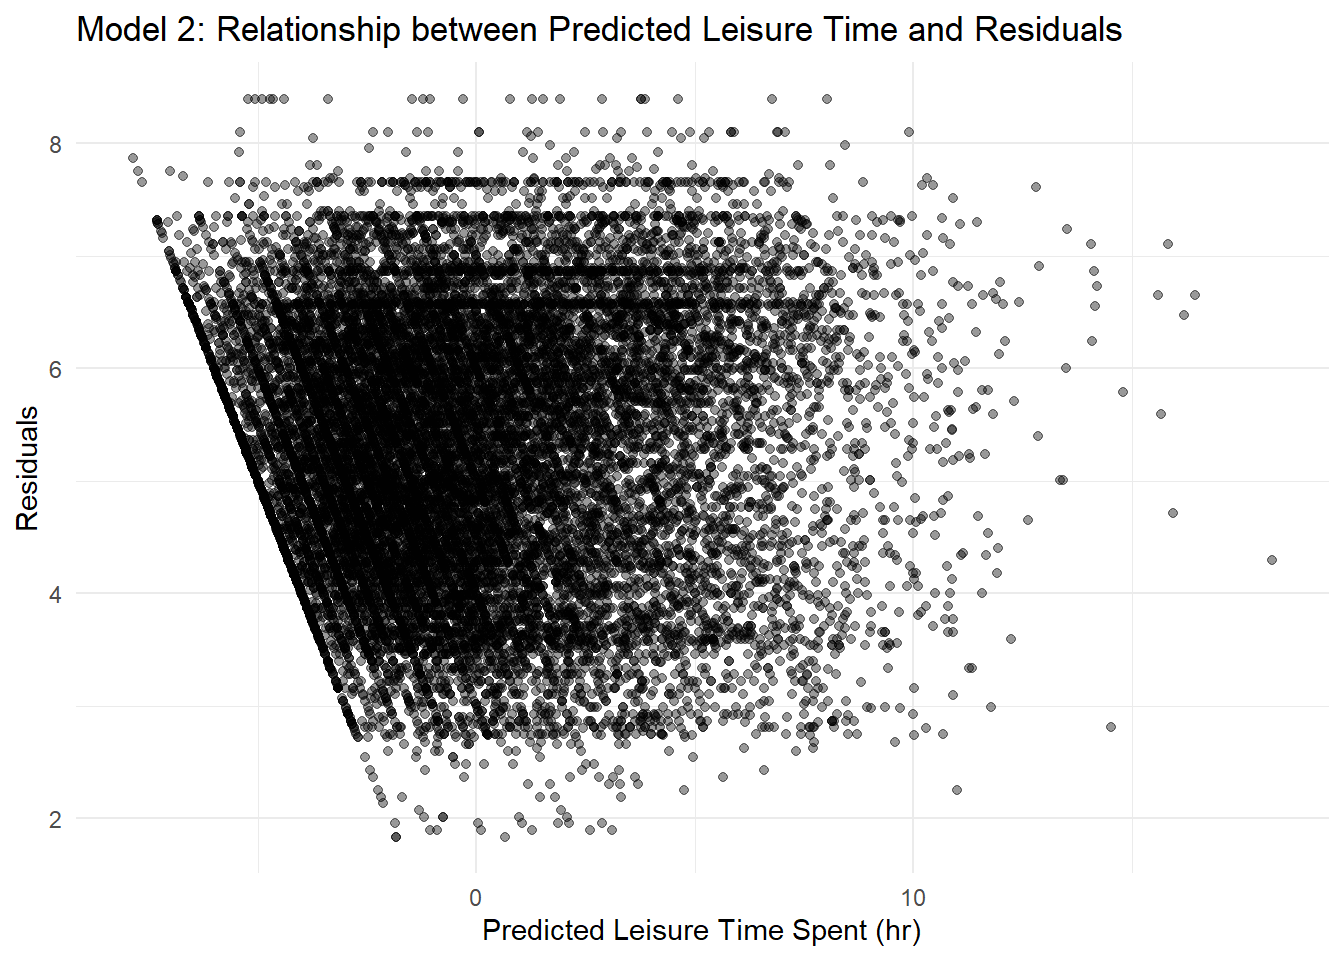 Model 2: Relationship between Predicted Leisure Time and Residuals
8
6
4
2
Residuals
0
10
Predicted Leisure Time Spent (hr)